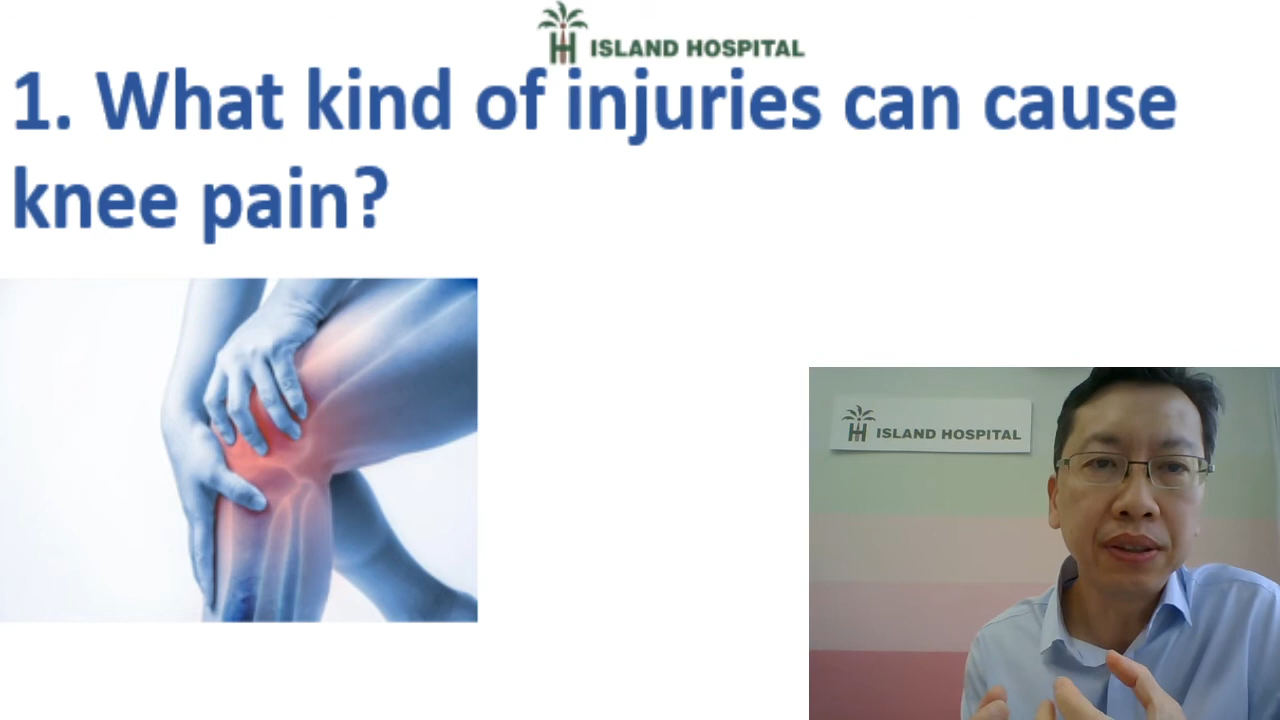 ISLAND HOSPITAL
1. What kind of injuries can cause
knee pain?
ISLAND HOSPITAL